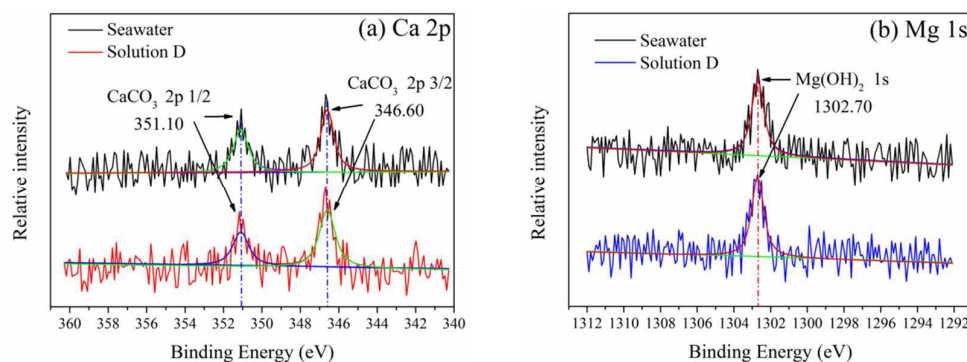 (a) Ca 2p
Seawater
Solution D
CaCO₃ 2p 1/2
351.10
CaCO₃ 2p 3/2
346.60
Relative intensity
360 358 356 354 352 350 348 346 344 342 340
Binding Energy (eV)
(b) Mg 1s
Seawater
Solution D
Mg(OH)₂ 1s
1302.70
Relative intensity
1312 1310 1308 1306 1304 1302 1300 1298 1296 1294 1292
Binding Energy (eV)